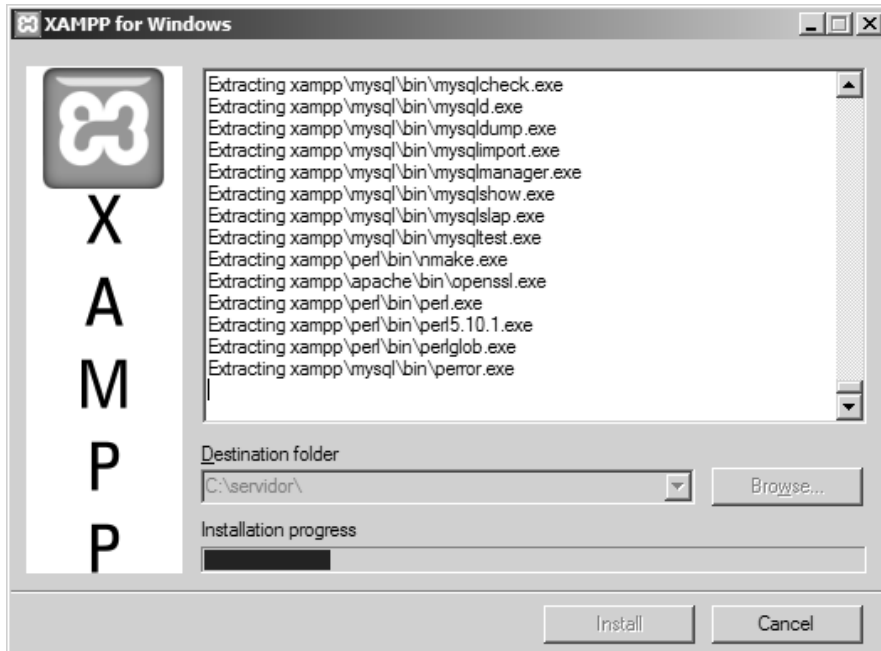 XAMPP for Windows
Extracting xampp\mysql\bin\mysqlcheck.exe
Extracting xampp\mysql\bin\mysqld.exe
Extracting xampp\mysql\bin\mysqldump.exe
Extracting xampp\mysql\bin\mysqlimport.exe
Extracting xampp\mysql\bin\mysqlmanager.exe
Extracting xampp\mysql\bin\mysqlshow.exe
Extracting xampp\mysql\bin\mysqlslap.exe
Extracting xampp\mysql\bin\mysqltest.exe
Extracting xampp\perl\bin\nmake.exe
Extracting xampp\apache\bin\openssl.exe
Extracting xampp\perl\bin\perl.exe
Extracting xampp\perl\bin\perl5.10.1.exe
Extracting xampp\perl\bin\perlglob.exe
Extracting xampp\mysql\bin\perror.exe
X
A
M
P
P
Destination folder
C:\servidor\
Browse...
Installation progress
Install
Cancel